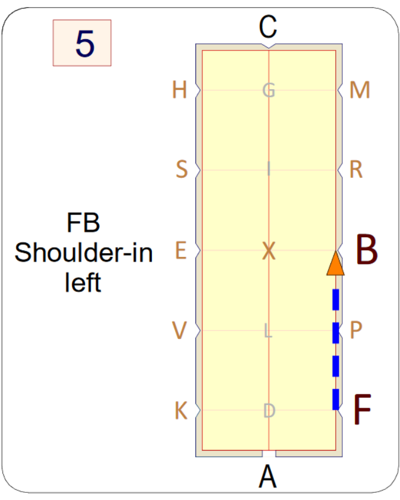 5
C
H G M
S I R
FB
Shoulder-in
left
E X B
V L P
K D F
A